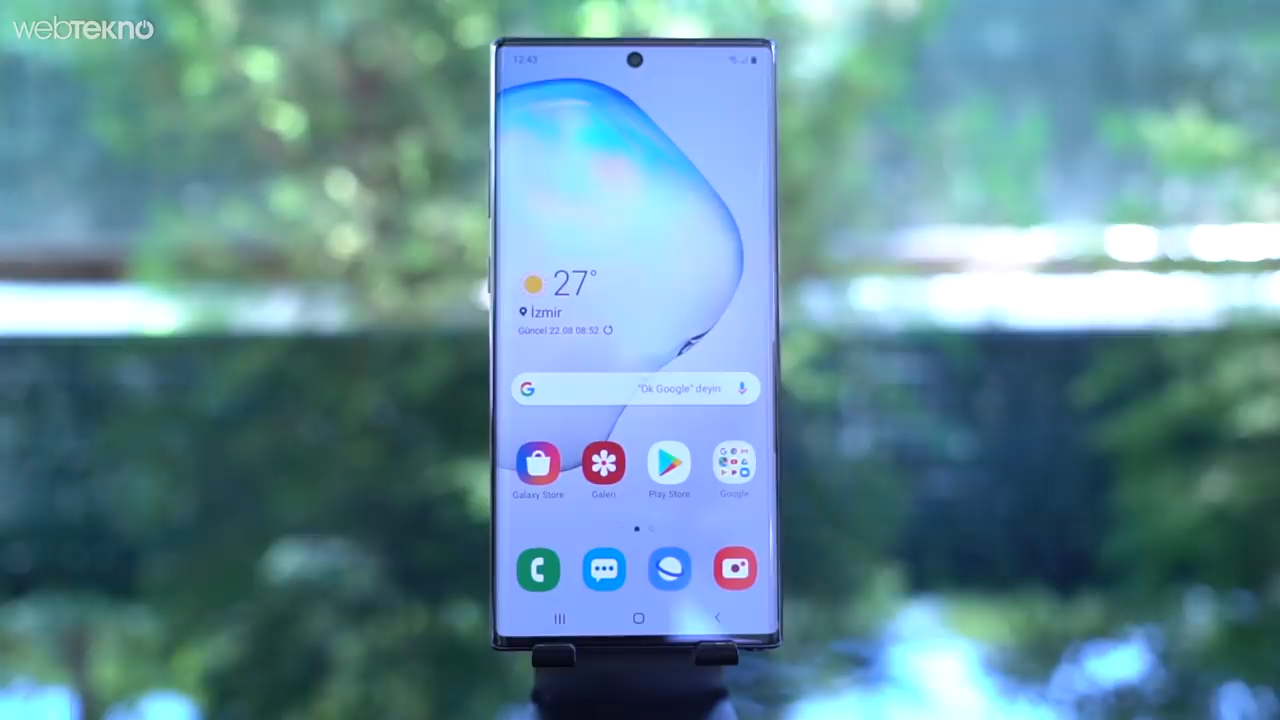 webTEKNO
12:43
27°
İzmir
Güncel 22.08 08:52
"Ok Google" deyin
Galaxy Store
Galeri
Play Store
Google